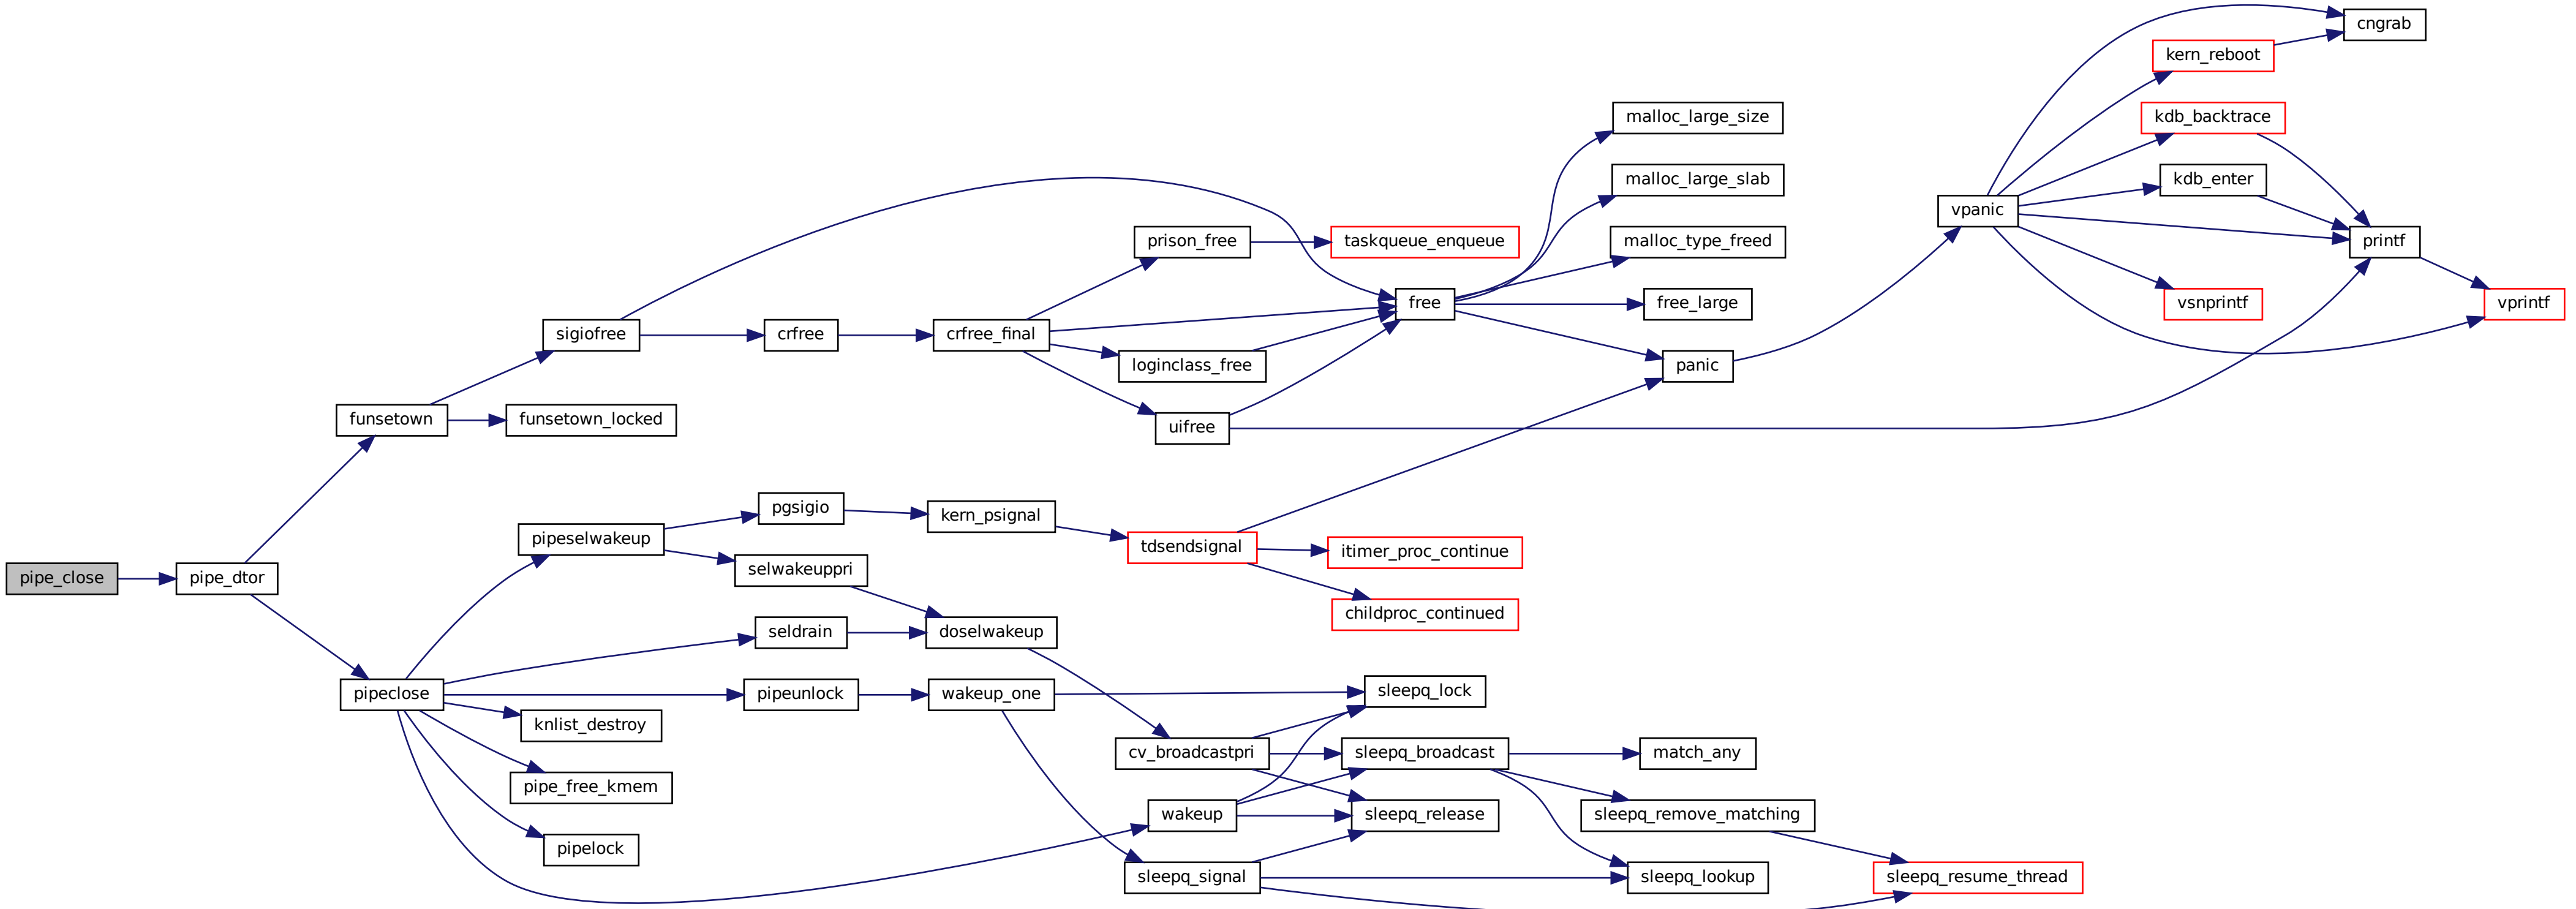 cngrab
kern_reboot
malloc_large_size
kdb_backtrace
malloc_large_slab
kdb_enter
vpanic
prison_free
taskqueue_enqueue
malloc_type_freed
printf
free
free_large
vsnprintf
vprintf
sigiofree
crfree
crfree_final
loginclass_free
panic
funsetown
funsetown_locked
uifree
pgsigio
kern_psignal
pipeselwakeup
tdsendsignal
itimer_proc_continue
pipe_close
pipe_dtor
selwakeuppri
childproc_continued
seldrain
doselwakeup
pipeclose
pipeunlock
wakeup_one
sleepq_lock
knlist_destroy
cv_broadcastpri
sleepq_broadcast
match_any
pipe_free_kmem
wakeup
sleepq_release
sleepq_remove_matching
pipelock
sleepq_signal
sleepq_lookup
sleepq_resume_thread